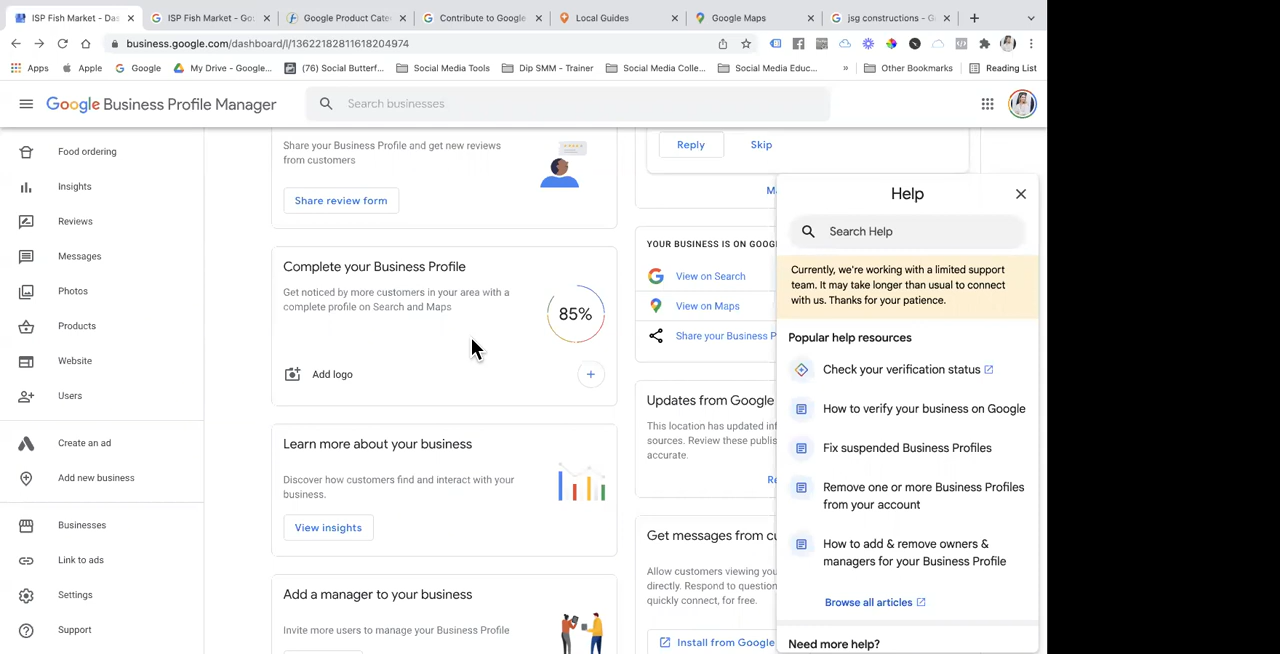 ISP Fish Market - Das
ISP Fish Market - Goo
Google Product Cate
Contribute to Google
Local Guides
Google Maps
jsg constructions - G
business.google.com/dashboard/l/13622182811618204974
Apps
Apple
Google
My Drive - Google...
(76) Social Butterf...
Social Media Tools
Dip SMM - Trainer
Social Media Colle...
Social Media Educ...
»
Other Bookmarks
Reading List
Google Business Profile Manager
Search businesses
Food ordering
Insights
Reviews
Messages
Photos
Products
Website
Users
Create an ad
Add new business
Businesses
Link to ads
Settings
Support
Share your Business Profile and get new reviews
from customers
Share review form
Complete your Business Profile
Get noticed by more customers in your area with a
complete profile on Search and Maps
85%
Add logo
Learn more about your business
Discover how customers find and interact with your
business.
View insights
Add a manager to your business
Invite more users to manage your Business Profile
Reply
Skip
Ma
YOUR BUSINESS IS ON GOOG
View on Search
View on Maps
Share your Business P
Updates from Google
This location has updated inf
sources. Review these publis
accurate.
Re
Get messages from cu
Allow customers viewing you
directly. Respond to question
quickly connect, for free.
Install from Google
Help
Search Help
Currently, we're working with a limited support
team. It may take longer than usual to connect
with us. Thanks for your patience.
Popular help resources
Check your verification status
How to verify your business on Google
Fix suspended Business Profiles
Remove one or more Business Profiles
from your account
How to add & remove owners &
managers for your Business Profile
Browse all articles
Need more help?